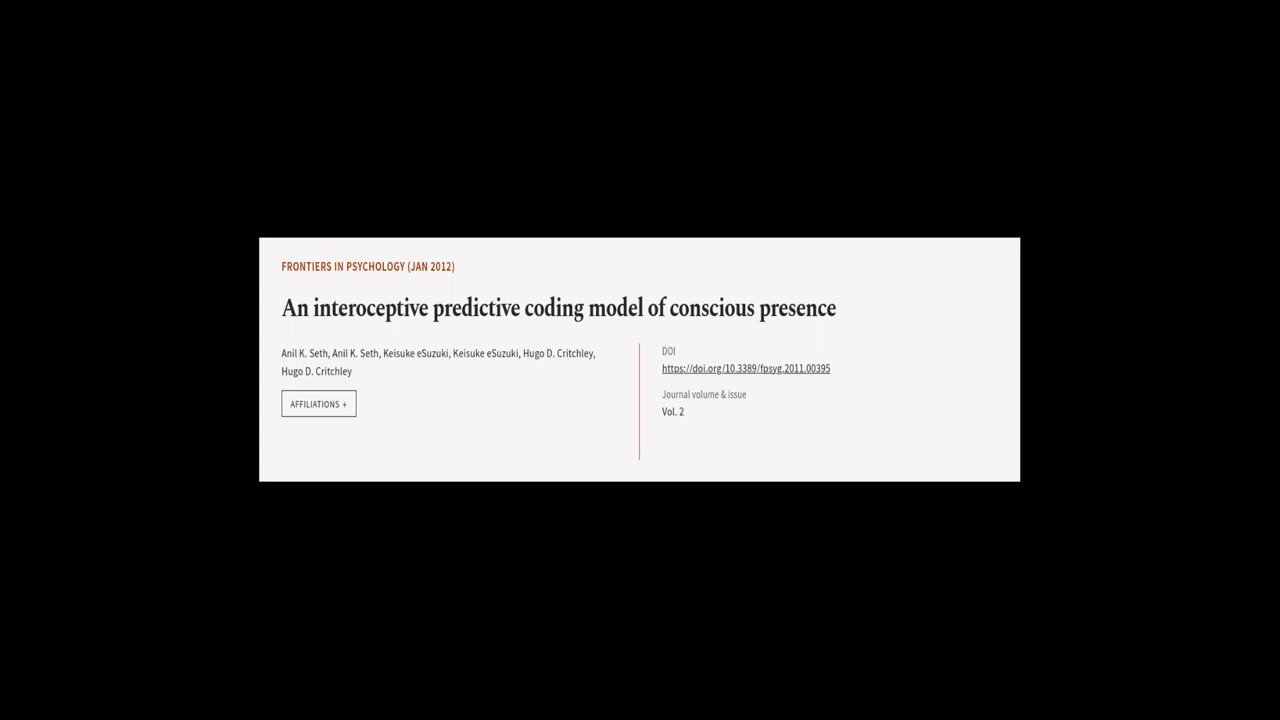 FRONTIERS IN PSYCHOLOGY (JAN 2012)
An interoceptive predictive coding model of conscious presence
Anil K. Seth, Anil K. Seth, Keisuke eSuzuki, Keisuke eSuzuki, Hugo D. Critchley,
Hugo D. Critchley
AFFILIATIONS +
DOI
https://doi.org/10.3389/fpsyg.2011.00395
Journal volume & issue
Vol. 2